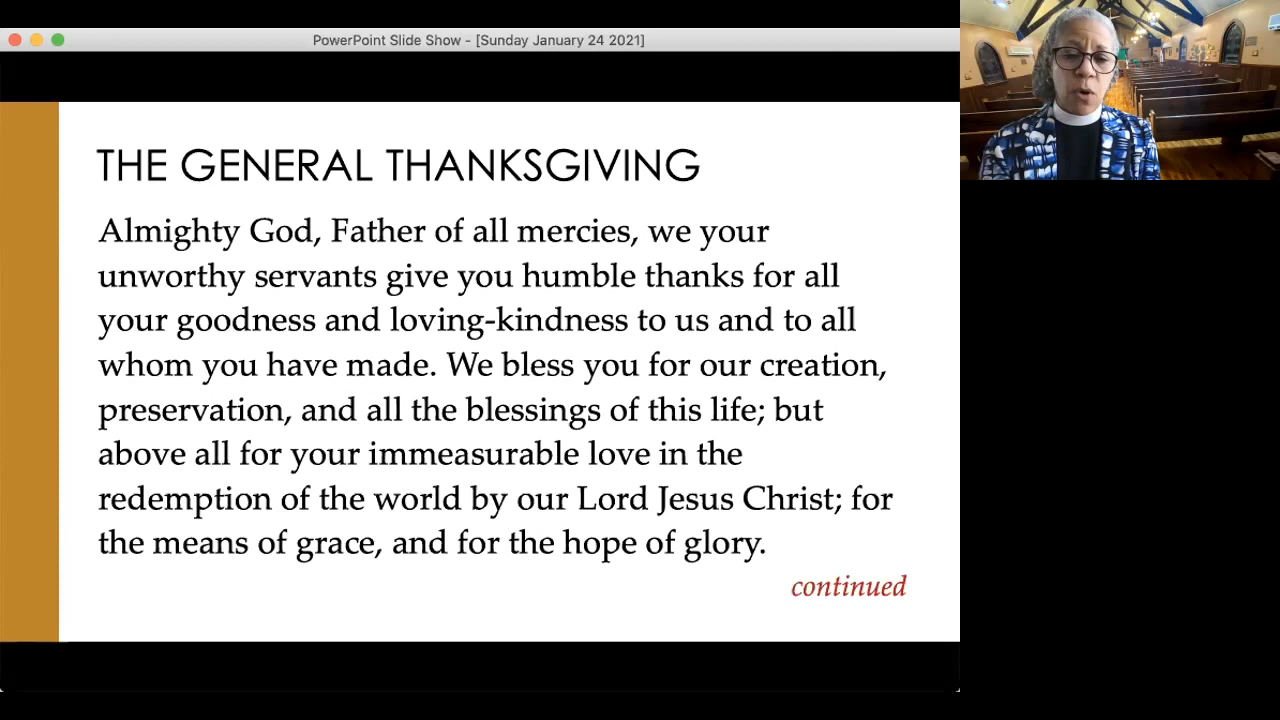 PowerPoint Slide Show - [Sunday January 24 2021]
THE GENERAL THANKSGIVING
Almighty God, Father of all mercies, we your
unworthy servants give you humble thanks for all
your goodness and loving-kindness to us and to all
whom you have made. We bless you for our creation,
preservation, and all the blessings of this life; but
above all for your immeasurable love in the
redemption of the world by our Lord Jesus Christ; for
the means of grace, and for the hope of glory.
continued